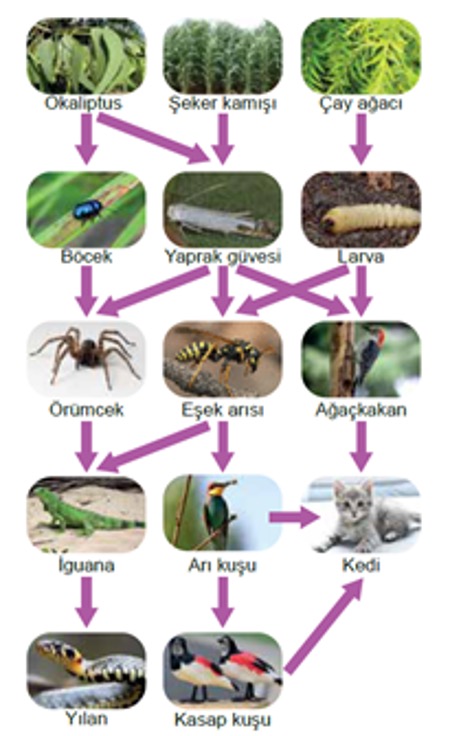 Okaliptus Şeker kamışı Çay ağacı
Böcek Yaprak güvesi Larva
Örümcek Eşek arısı Ağaçkakan
İguana Arı kuşu Kedi
Yılan Kasap kuşu